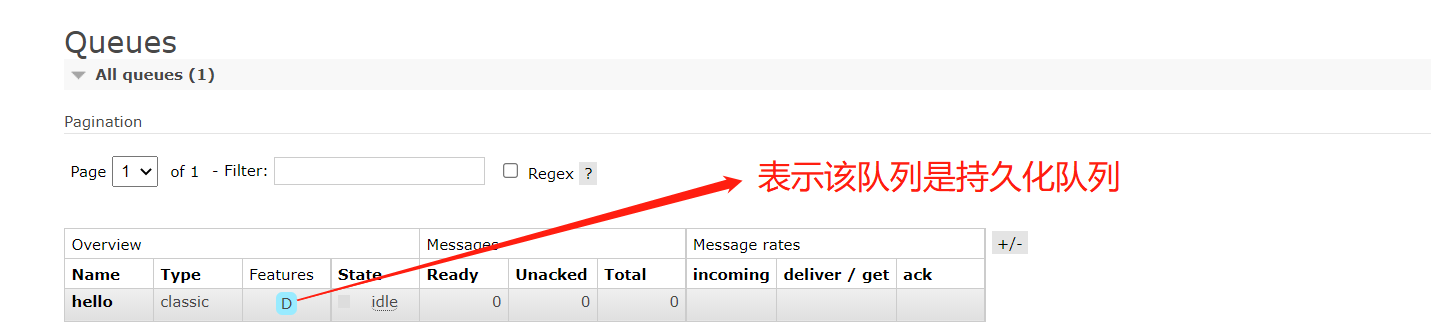 Queues
All queues (1)
Pagination
Page 1 of 1 - Filter: Regex ?
表示该队列是持久化队列
Overview Messages Message rates +/-
Name Type Features State Ready Unacked Total incoming deliver / get ack
hello classic D idle 0 0 0